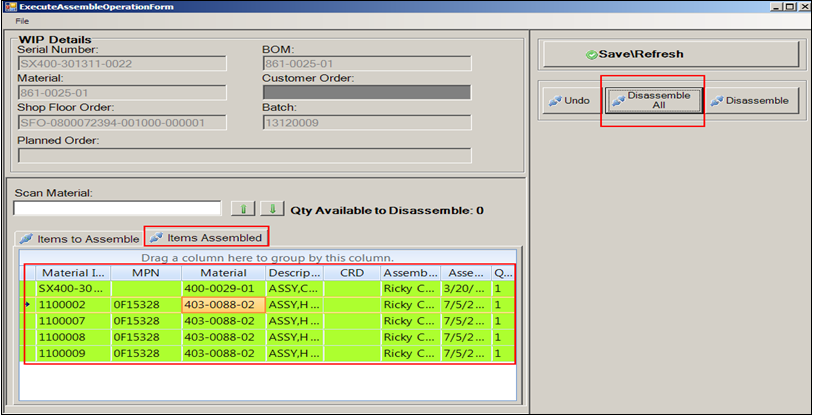 ExecuteAssembleOperationForm
File
WIP Details
Serial Number:
BOM:
SX400-301311-0022
861-0025-01
Material:
Customer Order:
861-0025-01
Shop Floor Order:
Batch:
SFO-0800072394-001000-000001
13120009
Planned Order:
Save\Refresh
Undo
Disassemble All
Disassemble
Scan Material:
Qty Available to Disassemble: 0
Items to Assemble
Items Assembled
Drag a column here to group by this column.
Material I... MPN Material Descrip... CRD Assemb... Asse... Q...
SX400-30 ... 400-0029-01 ASSY,C... Ricky C... 3/20/... 1
1100002 0F15328 403-0088-02 ASSY,H ... Ricky C... 7/5/2... 1
1100007 0F15328 403-0088-02 ASSY,H ... Ricky C... 7/5/2... 1
1100008 0F15328 403-0088-02 ASSY,H ... Ricky C... 7/5/2... 1
1100009 0F15328 403-0088-02 ASSY,H ... Ricky C... 7/5/2... 1